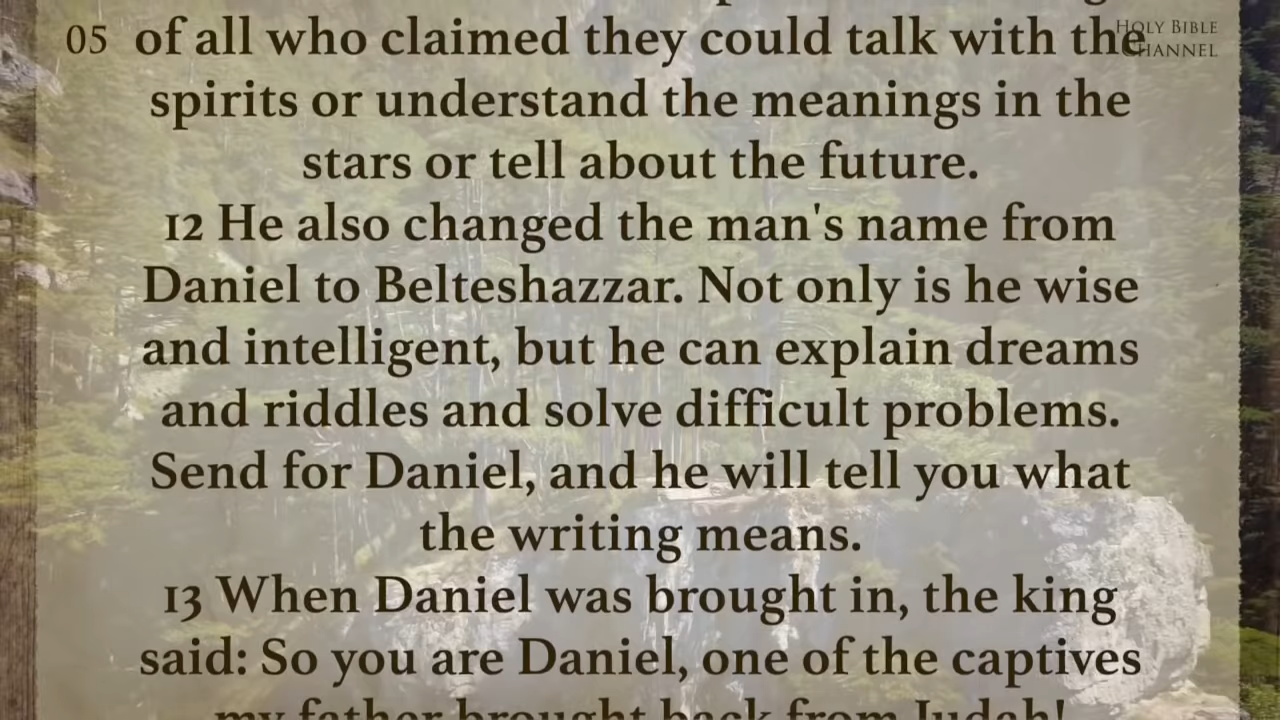 05
HOLY BIBLE
CHANNEL
of all who claimed they could talk with the
spirits or understand the meanings in the
stars or tell about the future.
12 He also changed the man's name from
Daniel to Belteshazzar. Not only is he wise
and intelligent, but he can explain dreams
and riddles and solve difficult problems.
Send for Daniel, and he will tell you what
the writing means.
13 When Daniel was brought in, the king
said: So you are Daniel, one of the captives
my father brought back from Judah!